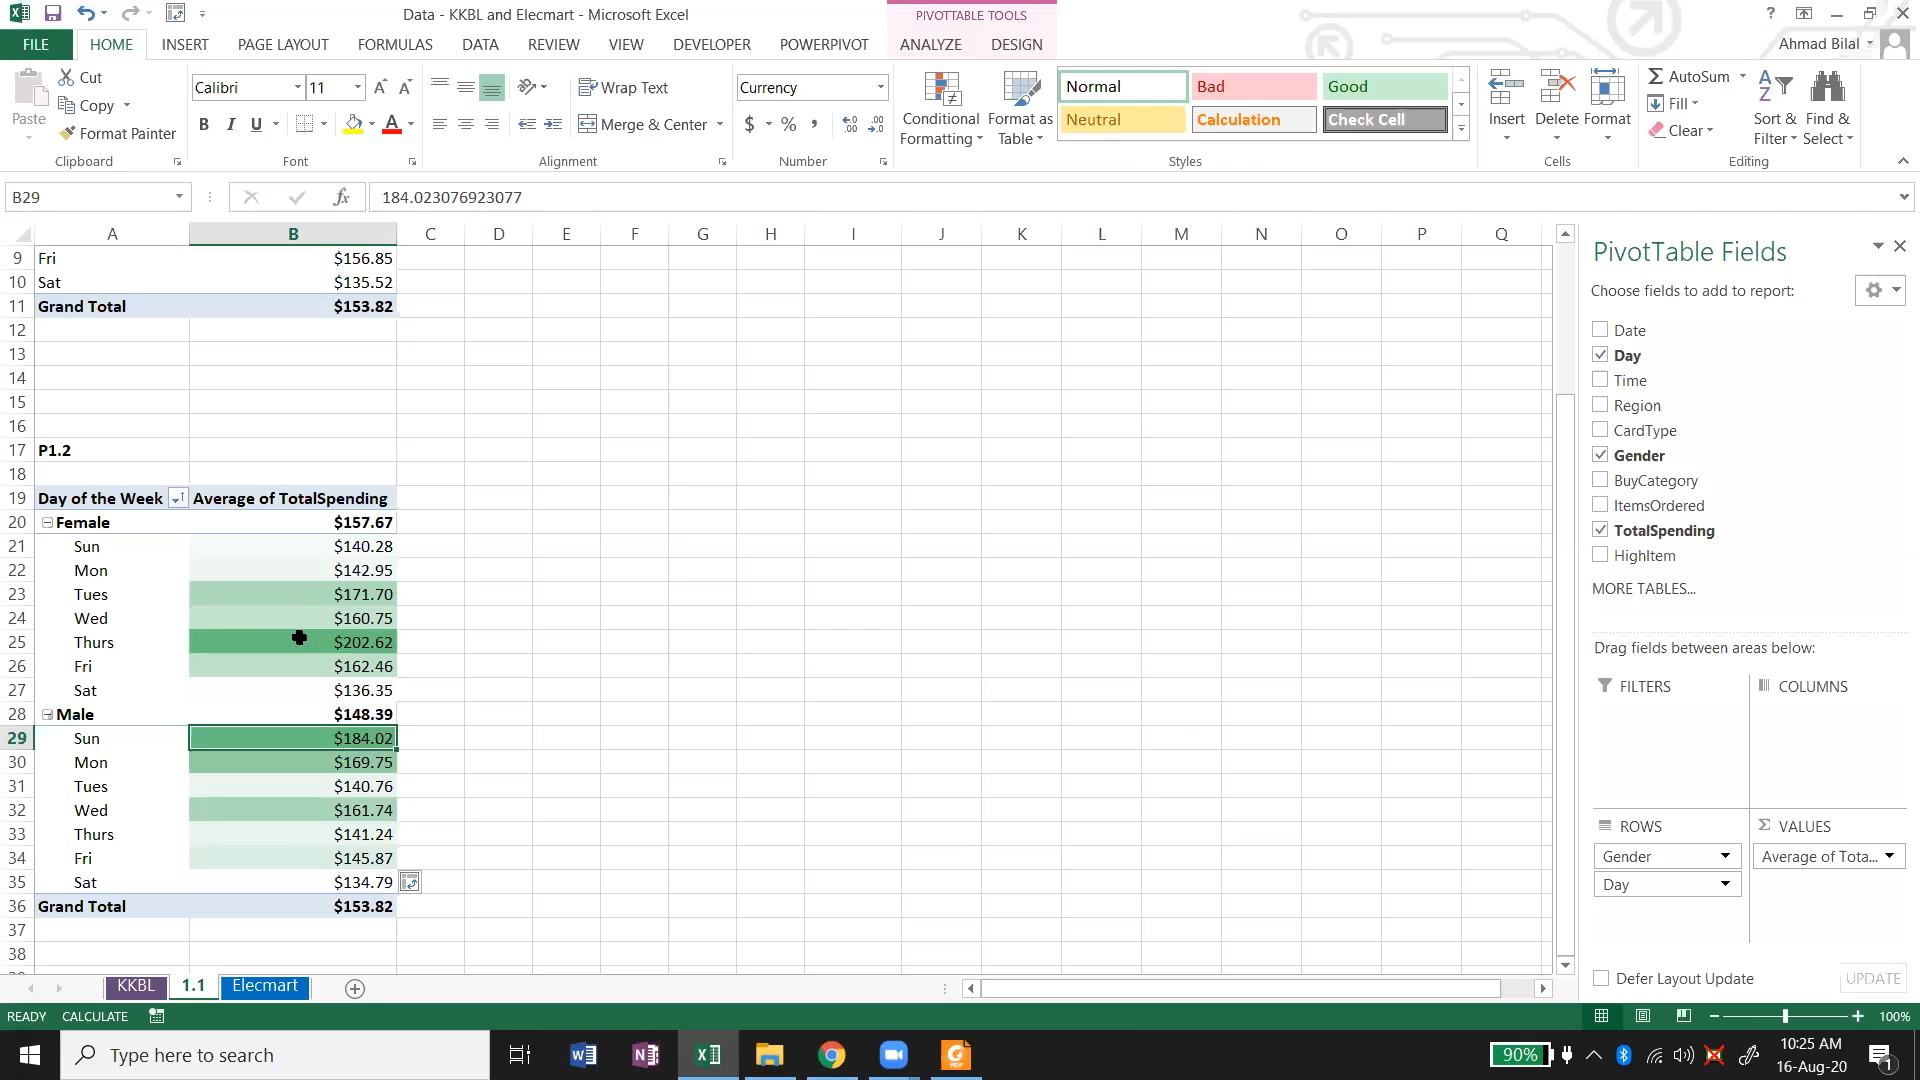 Data - KKBL and Elecmart - Microsoft Excel
PIVOTTABLE TOOLS
?
FILE HOME INSERT PAGE LAYOUT FORMULAS DATA REVIEW VIEW DEVELOPER POWERPIVOT ANALYZE DESIGN
Ahmad Bilal
Paste
Cut
Copy
Format Painter
Clipboard
Calibri 11
B I U A
Font
Wrap Text
Merge & Center
Alignment
Currency
$ % ,
Number
Conditional Formatting
Format as Table
Normal Bad Good
Neutral Calculation Check Cell
Styles
Insert Delete Format
Cells
AutoSum
Fill
Clear
Sort & Filter
Find & Select
Editing
B29 fx 184.023076923077
A B C D E F G H I J K L M N O P Q
9 Fri $156.85
10 Sat $135.52
11 Grand Total $153.82
12
13
14
15
16
17 P1.2
18
19 Day of the Week Average of TotalSpending
20 Female $157.67
21 Sun $140.28
22 Mon $142.95
23 Tues $171.70
24 Wed $160.75
25 Thurs $202.62
26 Fri $162.46
27 Sat $136.35
28 Male $148.39
29 Sun $184.02
30 Mon $169.75
31 Tues $140.76
32 Wed $161.74
33 Thurs $141.24
34 Fri $145.87
35 Sat $134.79
36 Grand Total $153.82
37
38
PivotTable Fields
Choose fields to add to report:
Date
Day
Time
Region
CardType
Gender
BuyCategory
ItemsOrdered
TotalSpending
HighItem
MORE TABLES...
Drag fields between areas below:
FILTERS COLUMNS
ROWS VALUES
Gender Average of Tota...
Day
Defer Layout Update UPDATE
KKBL 1.1 Elecmart
READY CALCULATE 100%
Type here to search
90%
10:25 AM
16-Aug-20
1